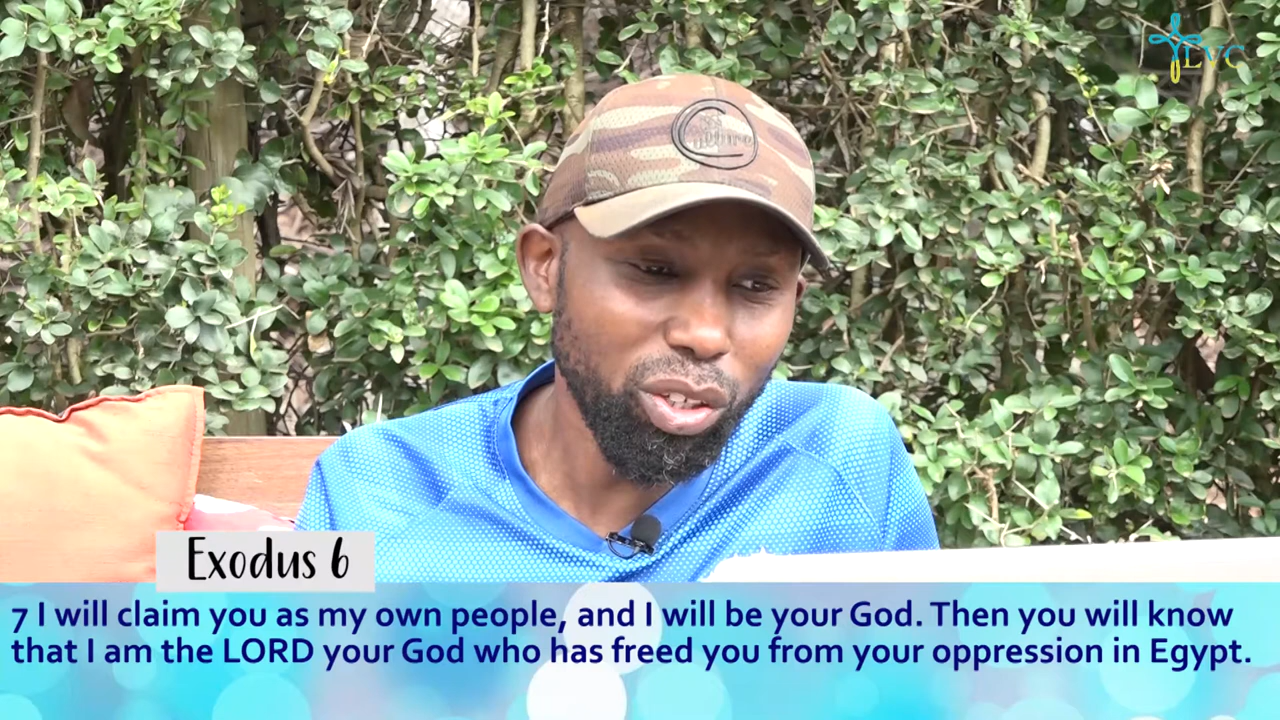 LVC
Exodus 6
7 I will claim you as my own people, and I will be your God. Then you will know
that I am the LORD your God who has freed you from your oppression in Egypt.